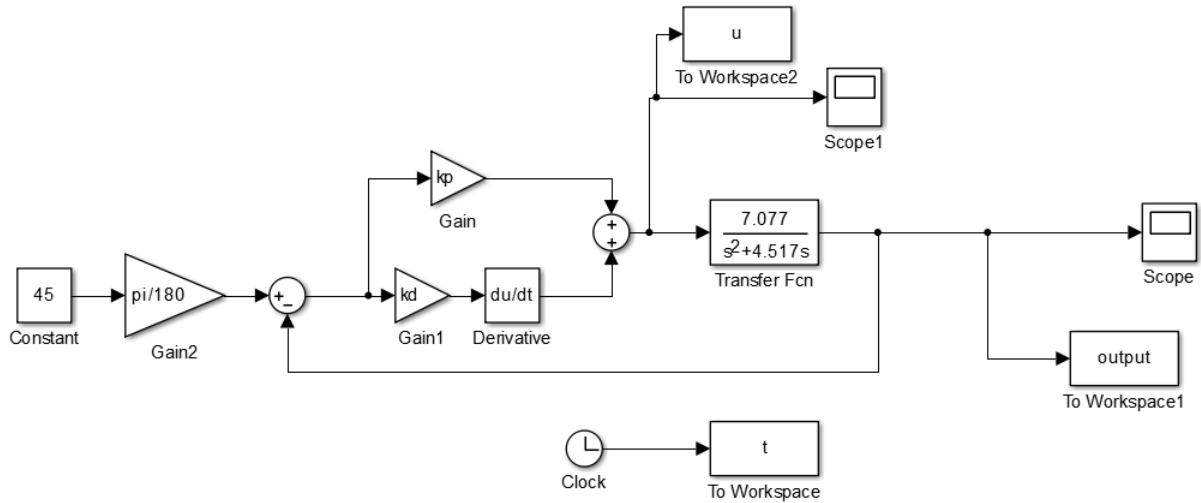 u
To Workspace2
Scope1
kp
Gain
+
+
7.077
s²+4.517s
Transfer Fcn
Scope
45
Constant
pi/180
Gain2
+
−
kd
Gain1
du/dt
Derivative
output
To Workspace1
Clock
t
To Workspace